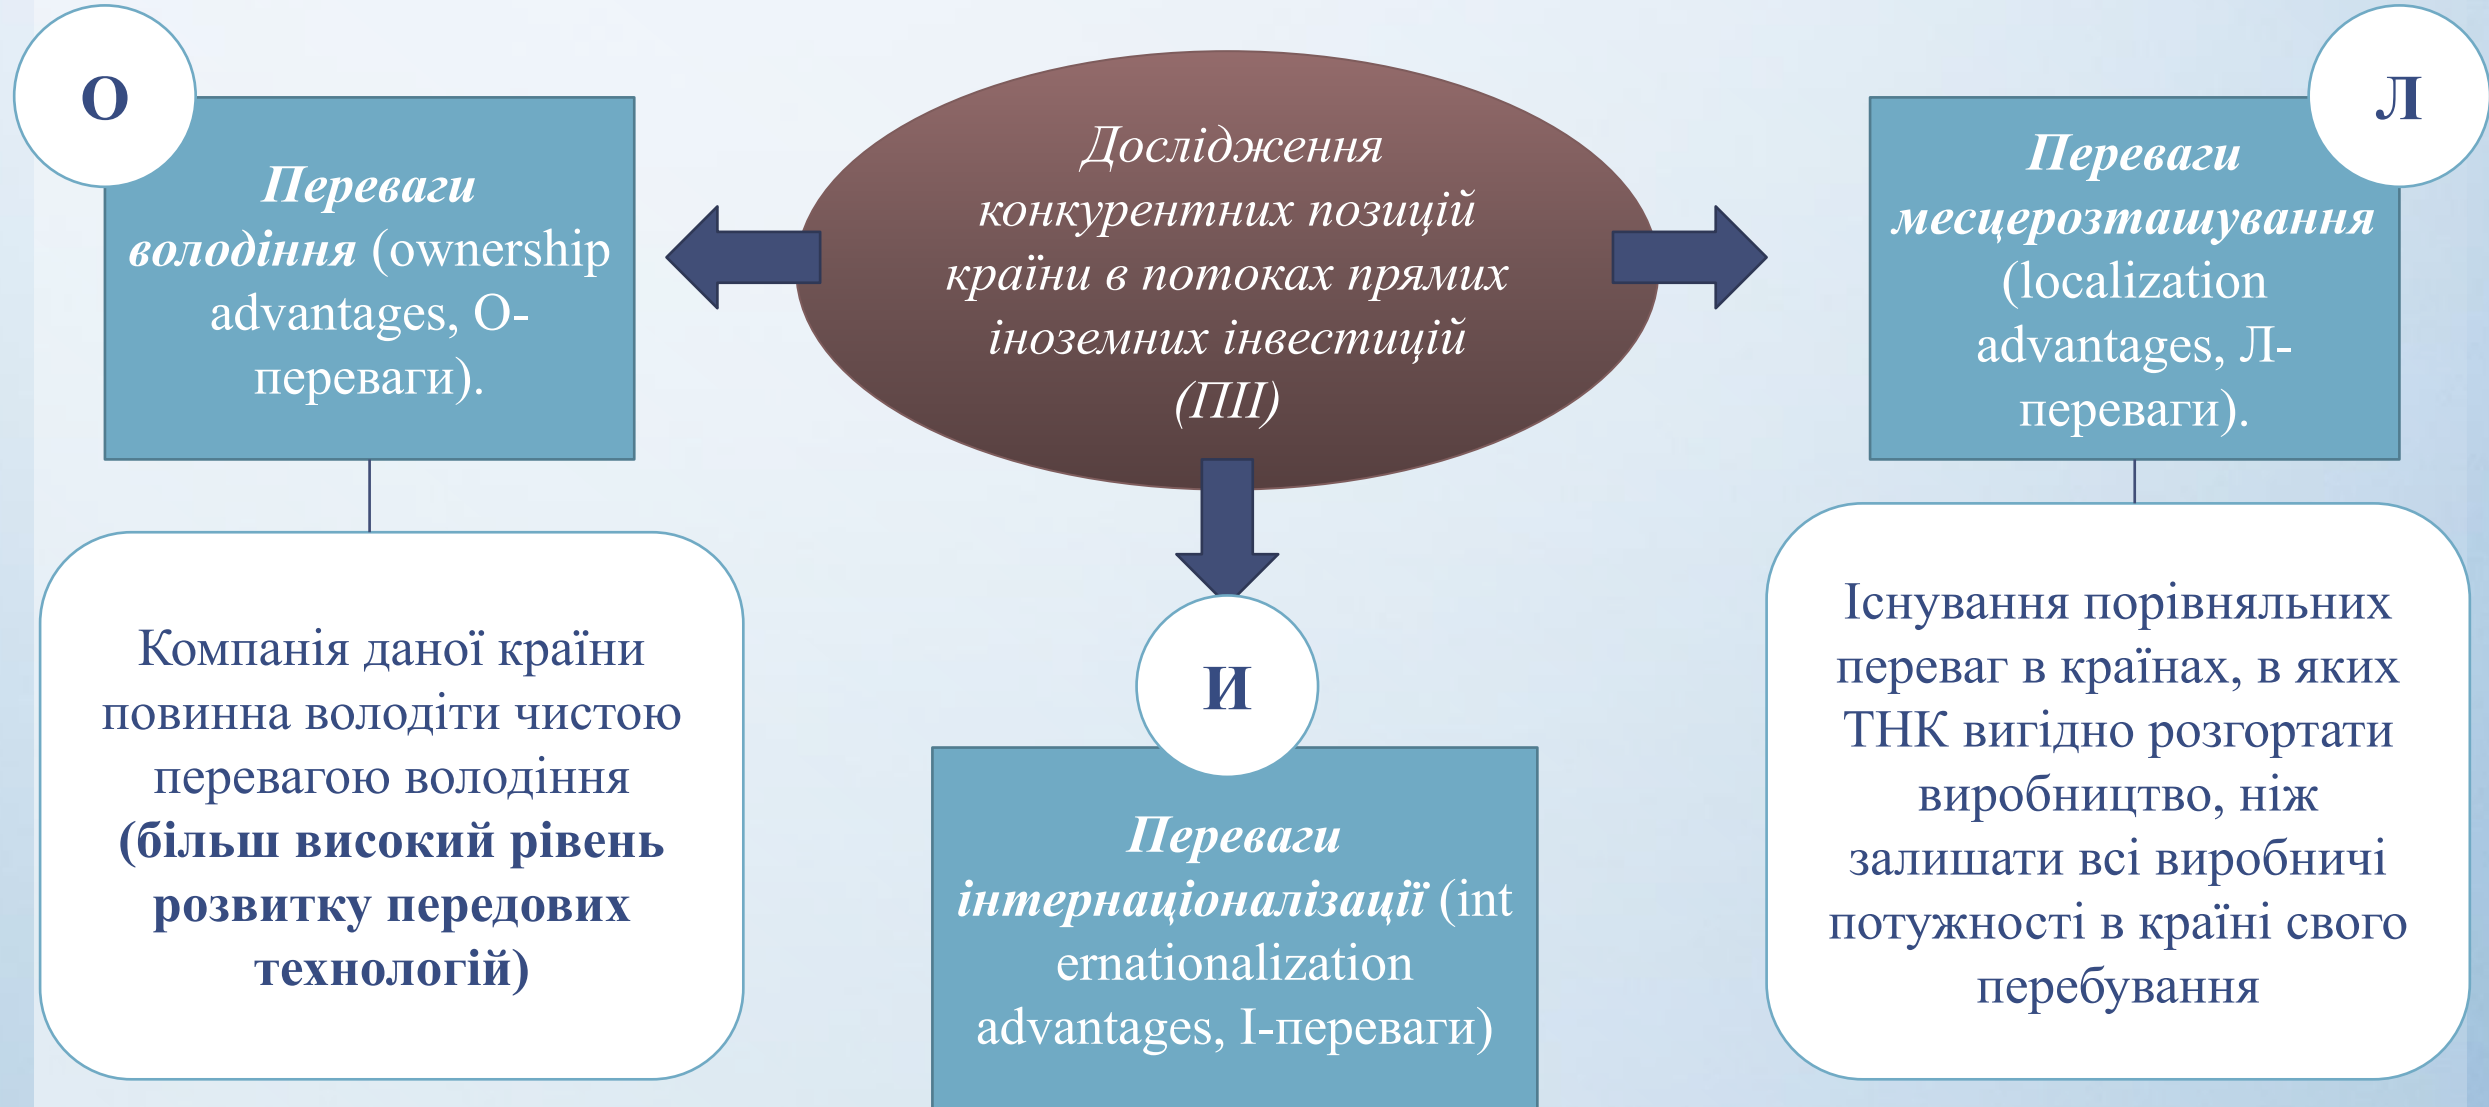 О
Переваги
володіння (ownership
advantages, О-
переваги).
Компанія даної країни
повинна володіти чистою
перевагою володіння
(більш високий рівень
розвитку передових
технологій)
Дослідження
конкурентних позицій
країни в потоках прямих
іноземних інвестицій
(ПІІ)
И
Переваги
інтернаціоналізації (int
ernationalization
advantages, І-переваги)
Л
Переваги
месцерозташування
(localization
advantages, Л-
переваги).
Існування порівняльних
переваг в країнах, в яких
ТНК вигідно розгортати
виробництво, ніж
залишати всі виробничі
потужності в країні свого
перебування